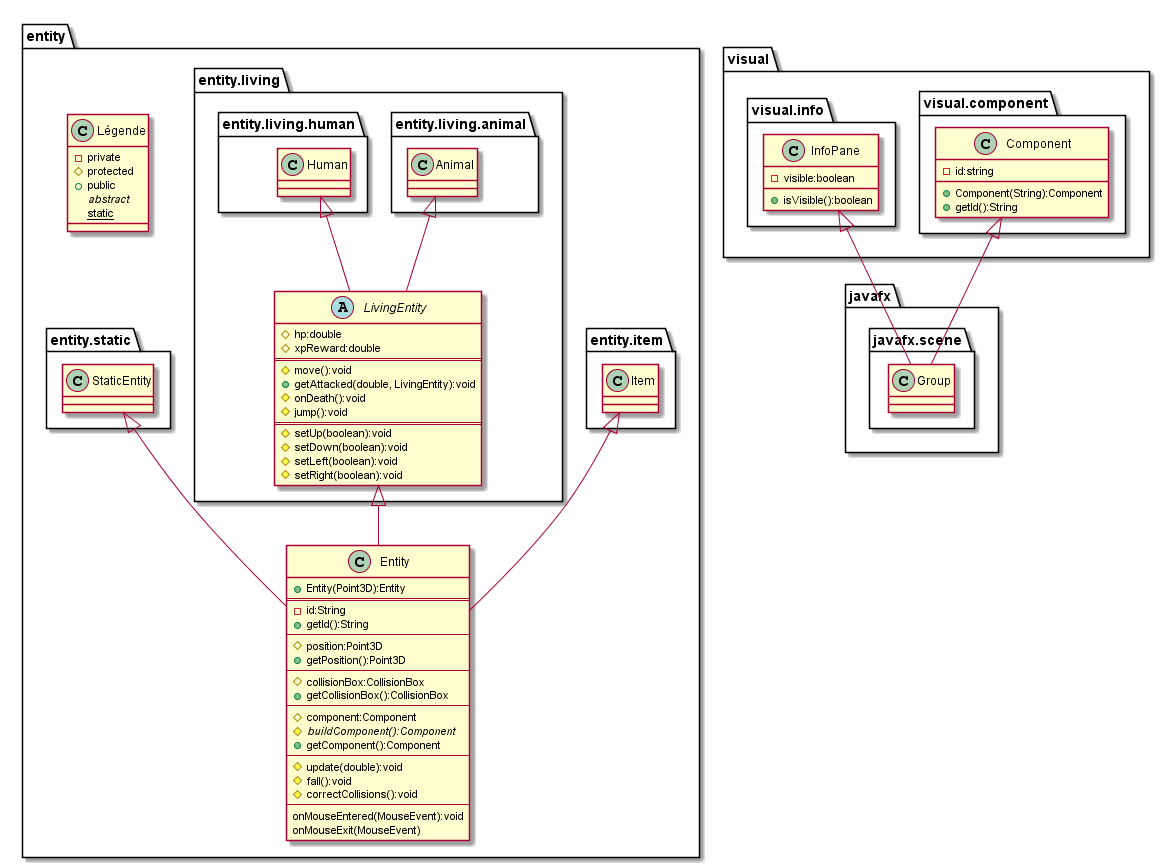 entity
entity.living
entity.living.human
entity.living.animal
C Légende
private
protected
public
abstract
static
C Human
C Animal
A LivingEntity
hp:double
xpReward:double
move():void
getAttacked(double, LivingEntity):void
onDeath():void
jump():void
setUp(boolean):void
setDown(boolean):void
setLeft(boolean):void
setRight(boolean):void
entity.static
C StaticEntity
entity.item
C Item
C Entity
Entity(Point3D):Entity
id:String
getId():String
position:Point3D
getPosition():Point3D
collisionBox:CollisionBox
getCollisionBox():CollisionBox
component:Component
buildComponent():Component
getComponent():Component
update(double):void
fall():void
correctCollisions():void
onMouseEntered(MouseEvent):void
onMouseExit(MouseEvent)
visual
visual.info
C InfoPane
visible:boolean
isVisible():boolean
visual.component
C Component
id:string
Component(String):Component
getId():String
javafx
javafx.scene
C Group